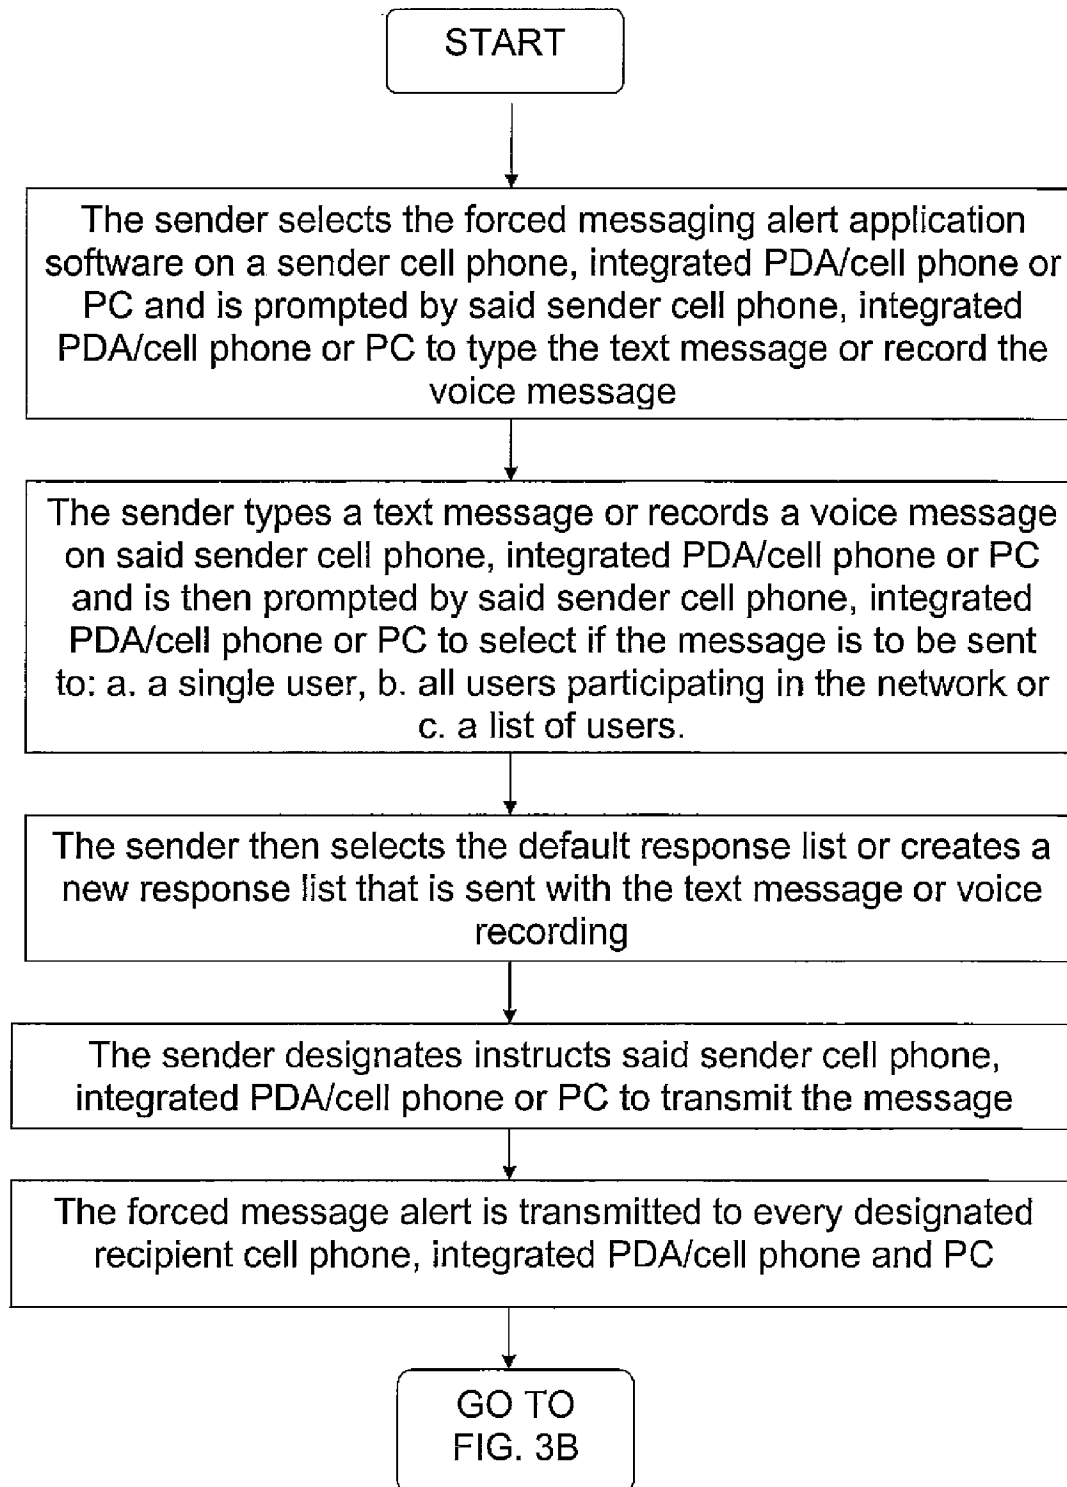 START
The sender selects the forced messaging alert application
software on a sender cell phone, integrated PDA/cell phone or
PC and is prompted by said sender cell phone, integrated
PDA/cell phone or PC to type the text message or record the
voice message
The sender types a text message or records a voice message
on said sender cell phone, integrated PDA/cell phone or PC
and is then prompted by said sender cell phone, integrated
PDA/cell phone or PC to select if the message is to be sent
to: a. a single user, b. all users participating in the network or
c. a list of users.
The sender then selects the default response list or creates a
new response list that is sent with the text message or voice
recording
The sender designates instructs said sender cell phone,
integrated PDA/cell phone or PC to transmit the message
The forced message alert is transmitted to every designated
recipient cell phone, integrated PDA/cell phone and PC
GO TO
FIG. 3B